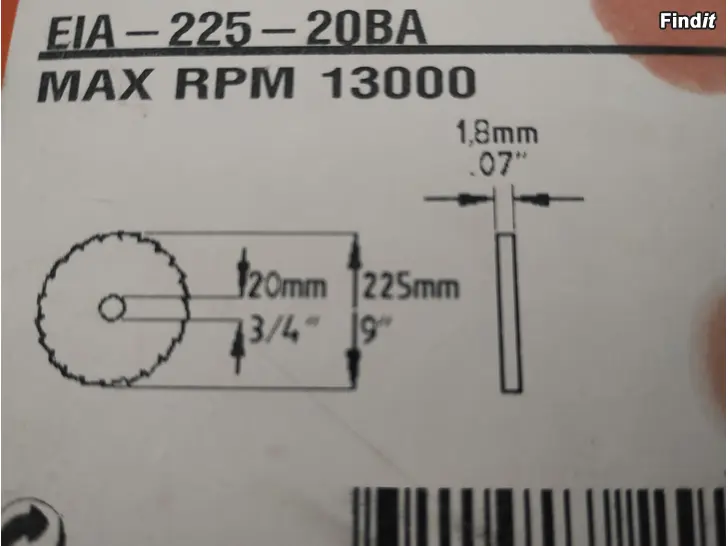 Findit
EIA-225-20BA
MAX RPM 13000
1,8mm
.07"
20mm
3/4"
225mm
9"